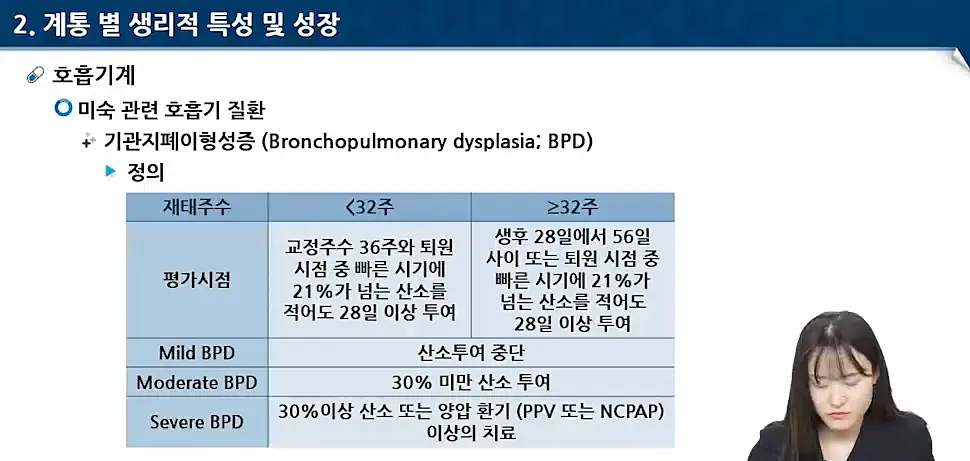 2. 계통 별 생리적 특성 및 성장
호흡기계
미숙 관련 호흡기 질환
기관지폐이형성증 (Bronchopulmonary dysplasia; BPD)
정의
재태주수
<32주
≥32주
평가시점
교정주수 36주와 퇴원
시점 중 빠른 시기에
21%가 넘는 산소를
적어도 28일 이상 투여
생후 28일에서 56일
사이 또는 퇴원 시점 중
빠른 시기에 21%가
넘는 산소를 적어도
28일 이상 투여
Mild BPD
산소투여 중단
Moderate BPD
30% 미만 산소 투여
Severe BPD
30%이상 산소 또는 양압 환기 (PPV 또는 NCPAP)
이상의 치료